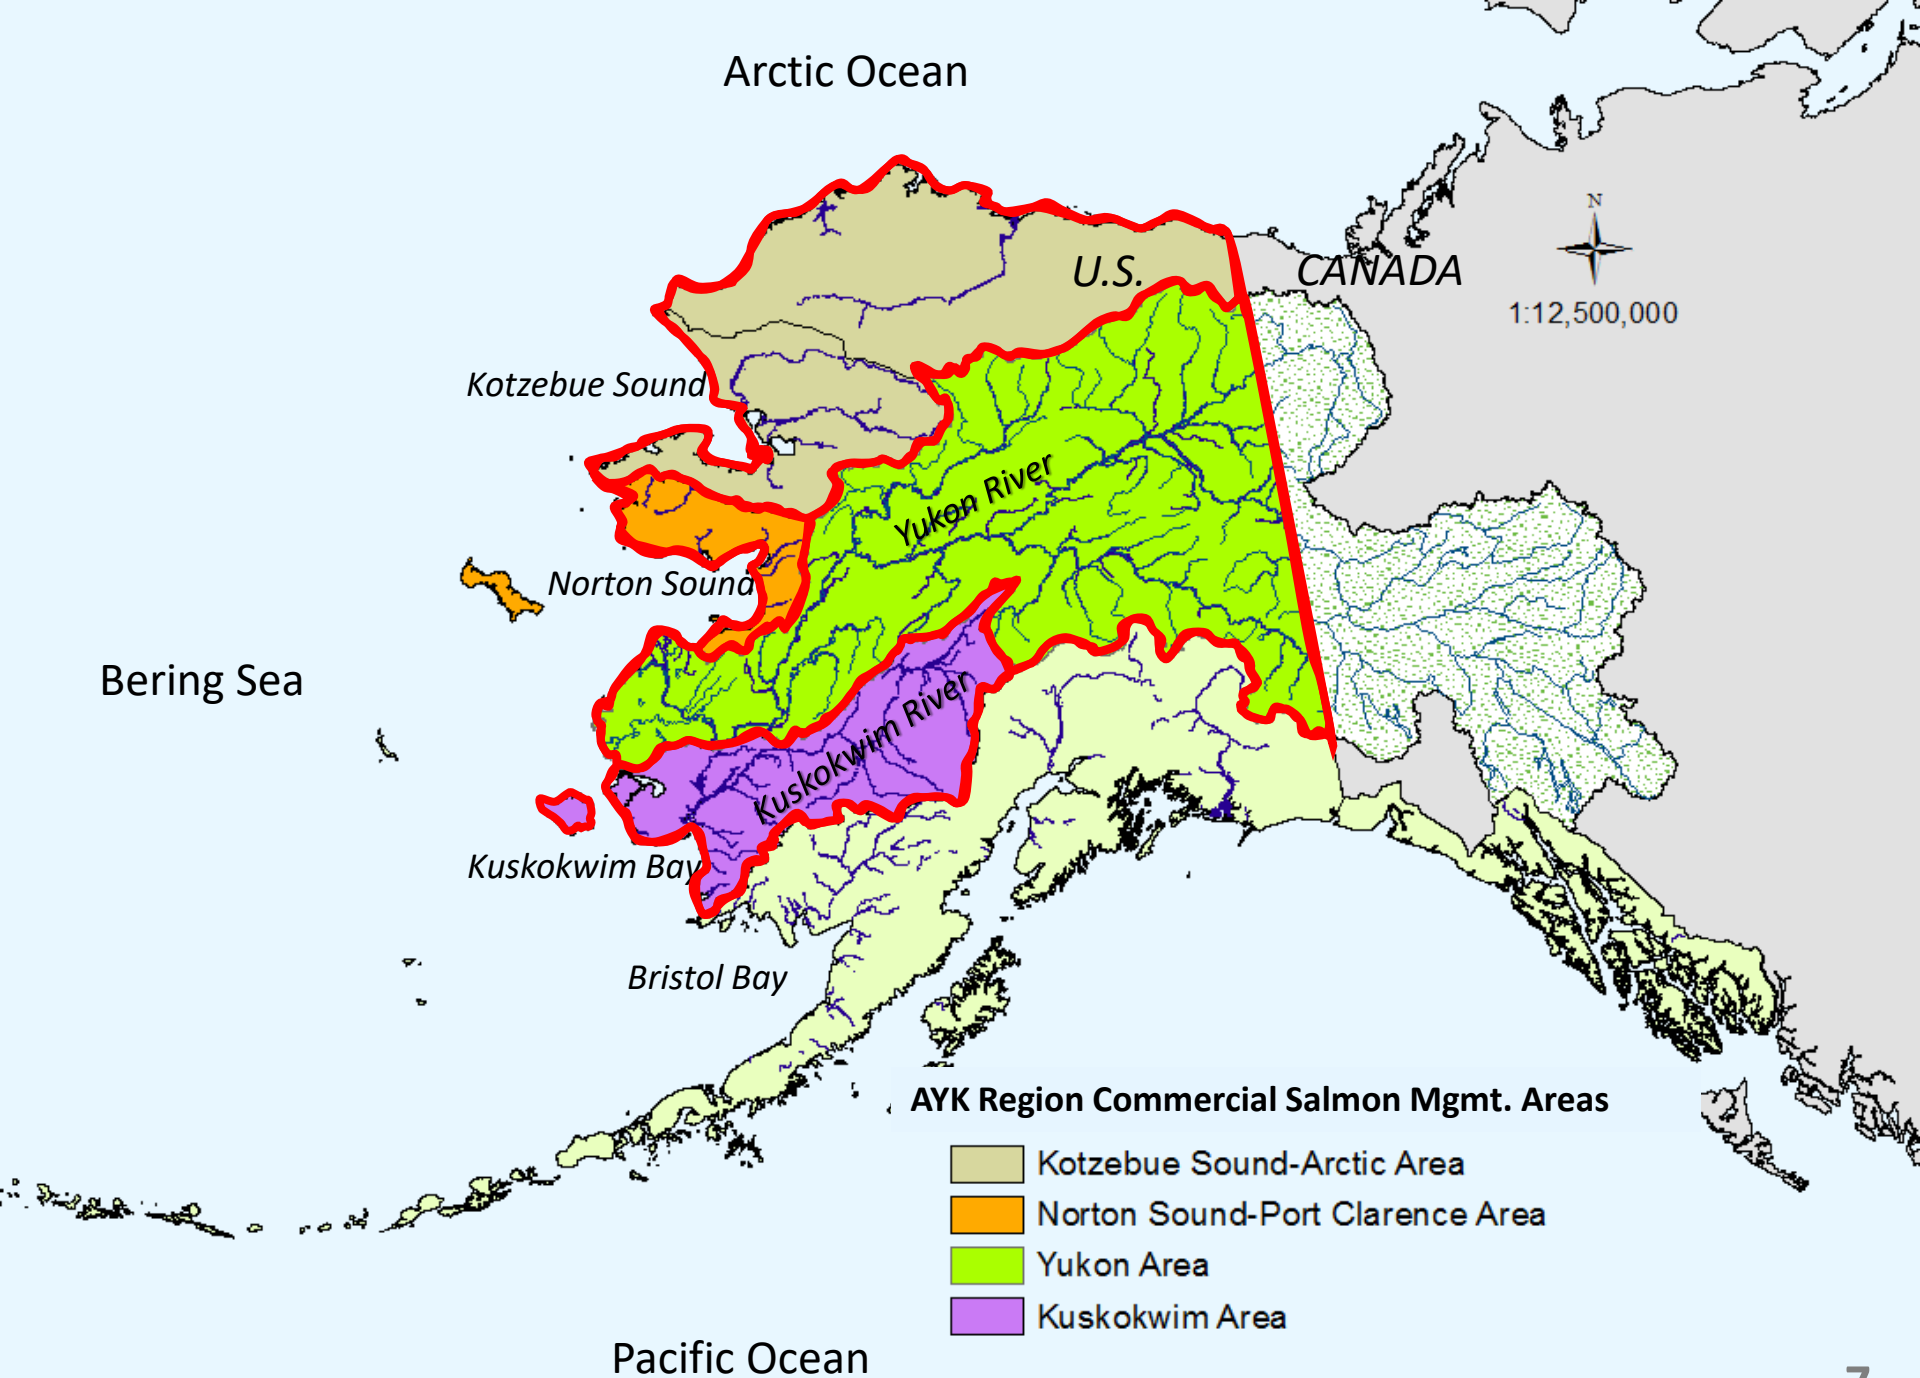 Arctic Ocean
N
U.S.
CANADA
1:12,500,000
Kotzebue Sound
Yukon River
Norton Sound
Bering Sea
Kuskokwim River
Kuskokwim Bay
Bristol Bay
AYK Region Commercial Salmon Mgmt. Areas
Kotzebue Sound-Arctic Area
Norton Sound-Port Clarence Area
Yukon Area
Kuskokwim Area
Pacific Ocean
7